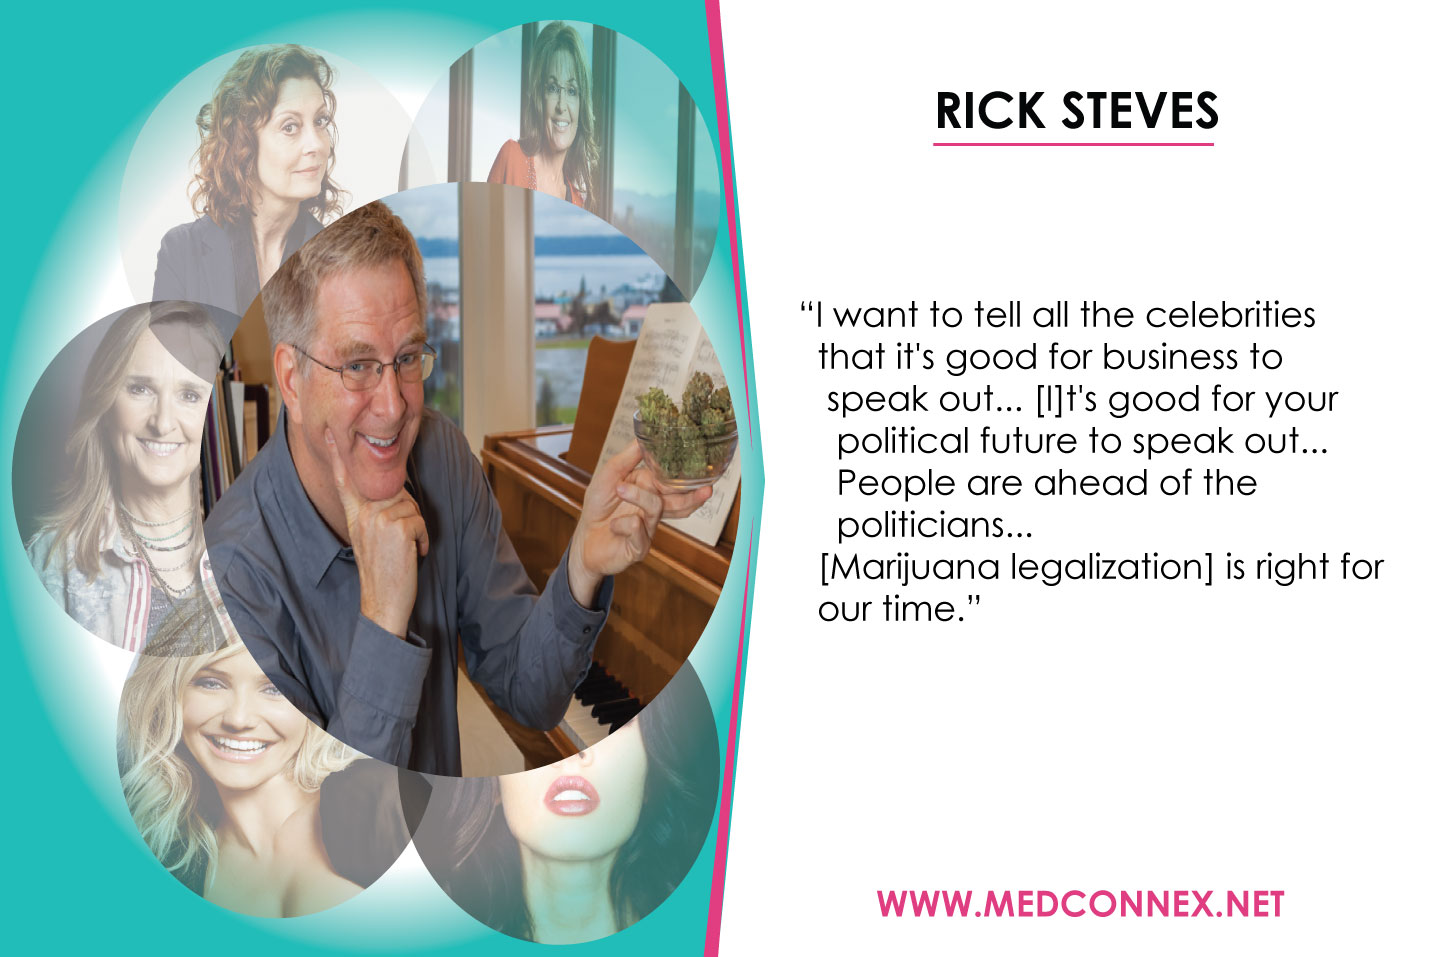 RICK STEVES
“I want to tell all the celebrities
that it's good for business to
speak out... [I]t's good for your
political future to speak out...
People are ahead of the
politicians...
[Marijuana legalization] is right for
our time.”
WWW.MEDCONNEX.NET